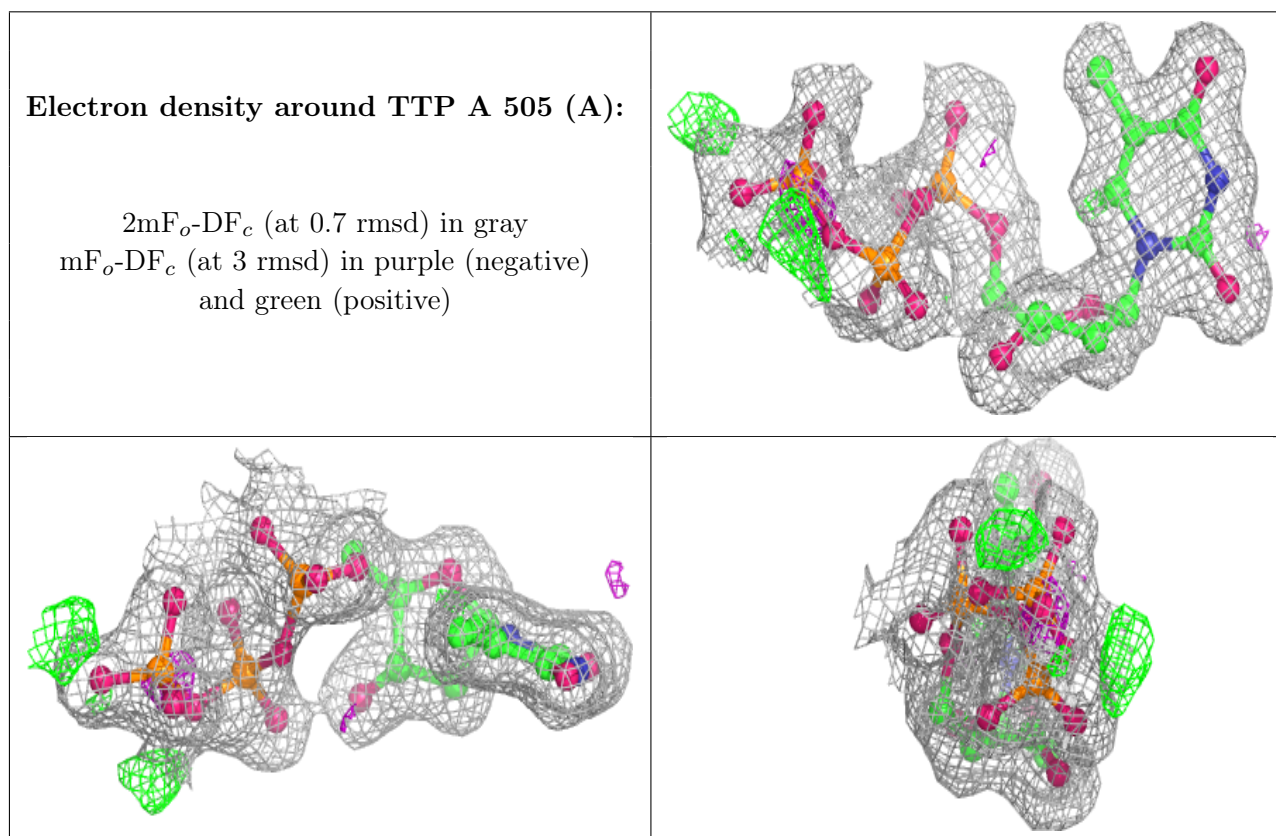 Electron density around TTP A 505 (A):
2mFo-DFc (at 0.7 rmsd) in gray
mFo-DFc (at 3 rmsd) in purple (negative)
and green (positive)